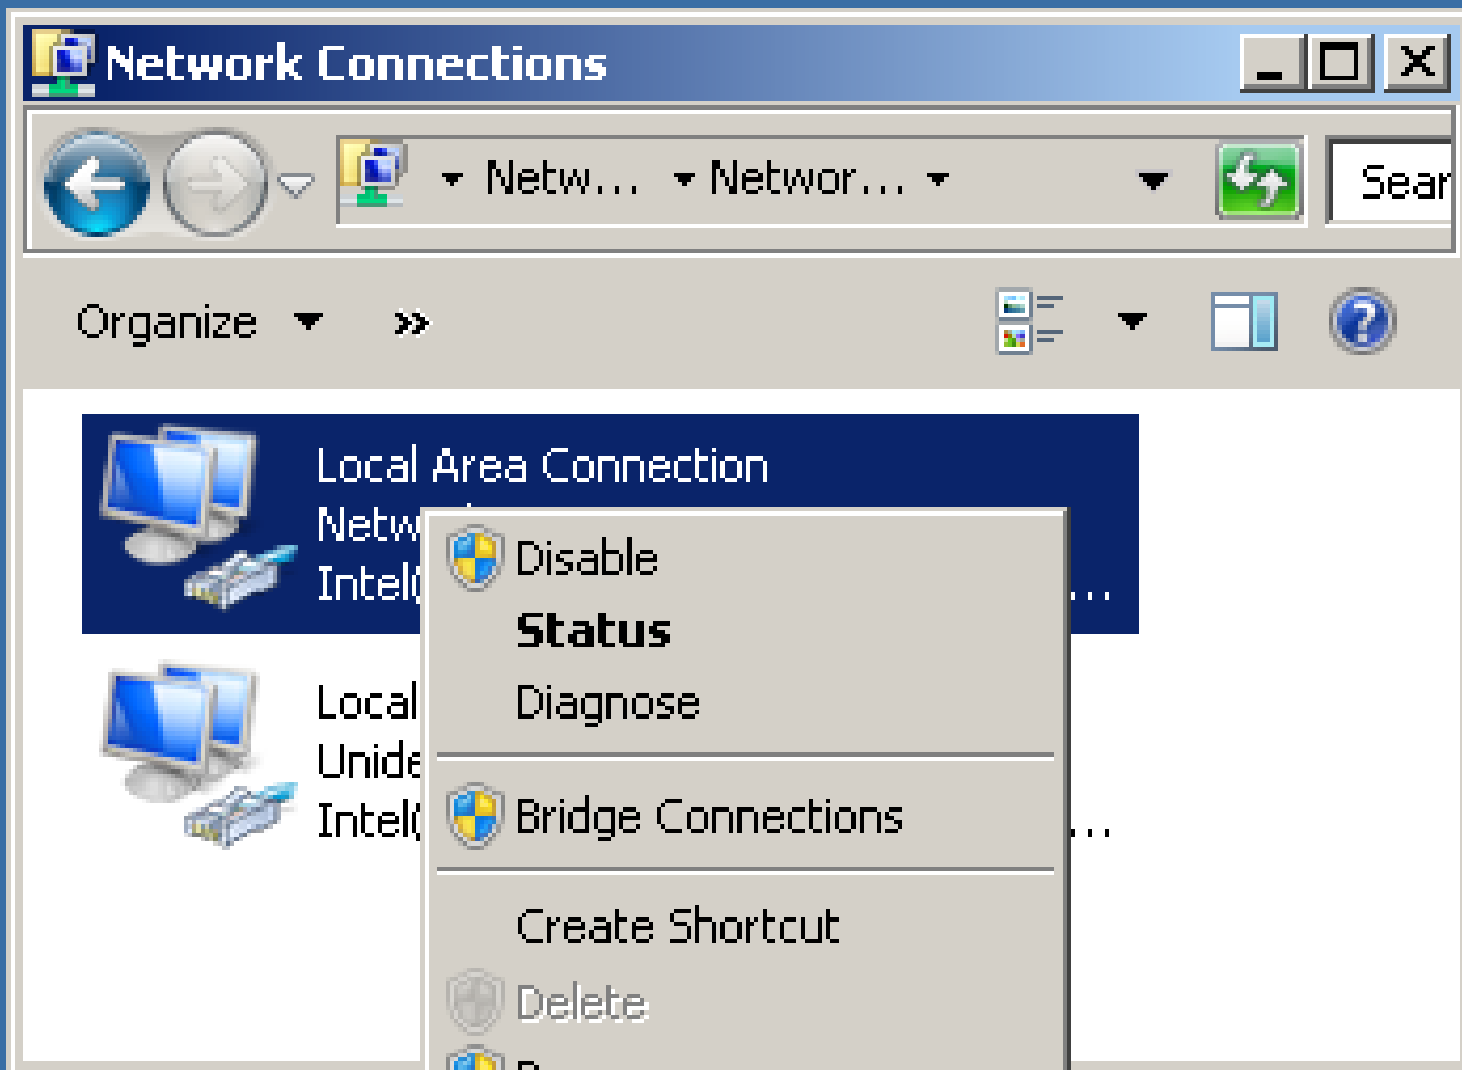 Network Connections
Netw... Networ...
Sear
Organize »
Local Area Connection
Netw
Intel( ...
Local
Unide
Intel( ...
Disable
Status
Diagnose
Bridge Connections
Create Shortcut
Delete